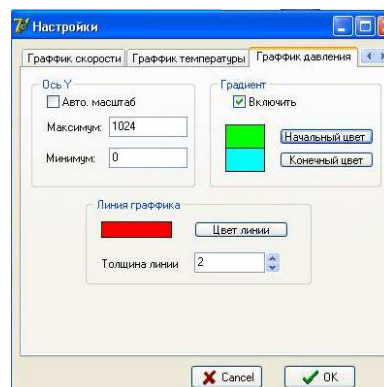 Настройки
Граффик скорости Граффик температуры Граффик давления
Ось Y
Авто. масштаб
Максимум: 1024
Минимум: 0
Градиент
Включить
Начальный цвет
Конечный цвет
Линия граффика
Цвет линии
Толщина линии 2
Cancel OK